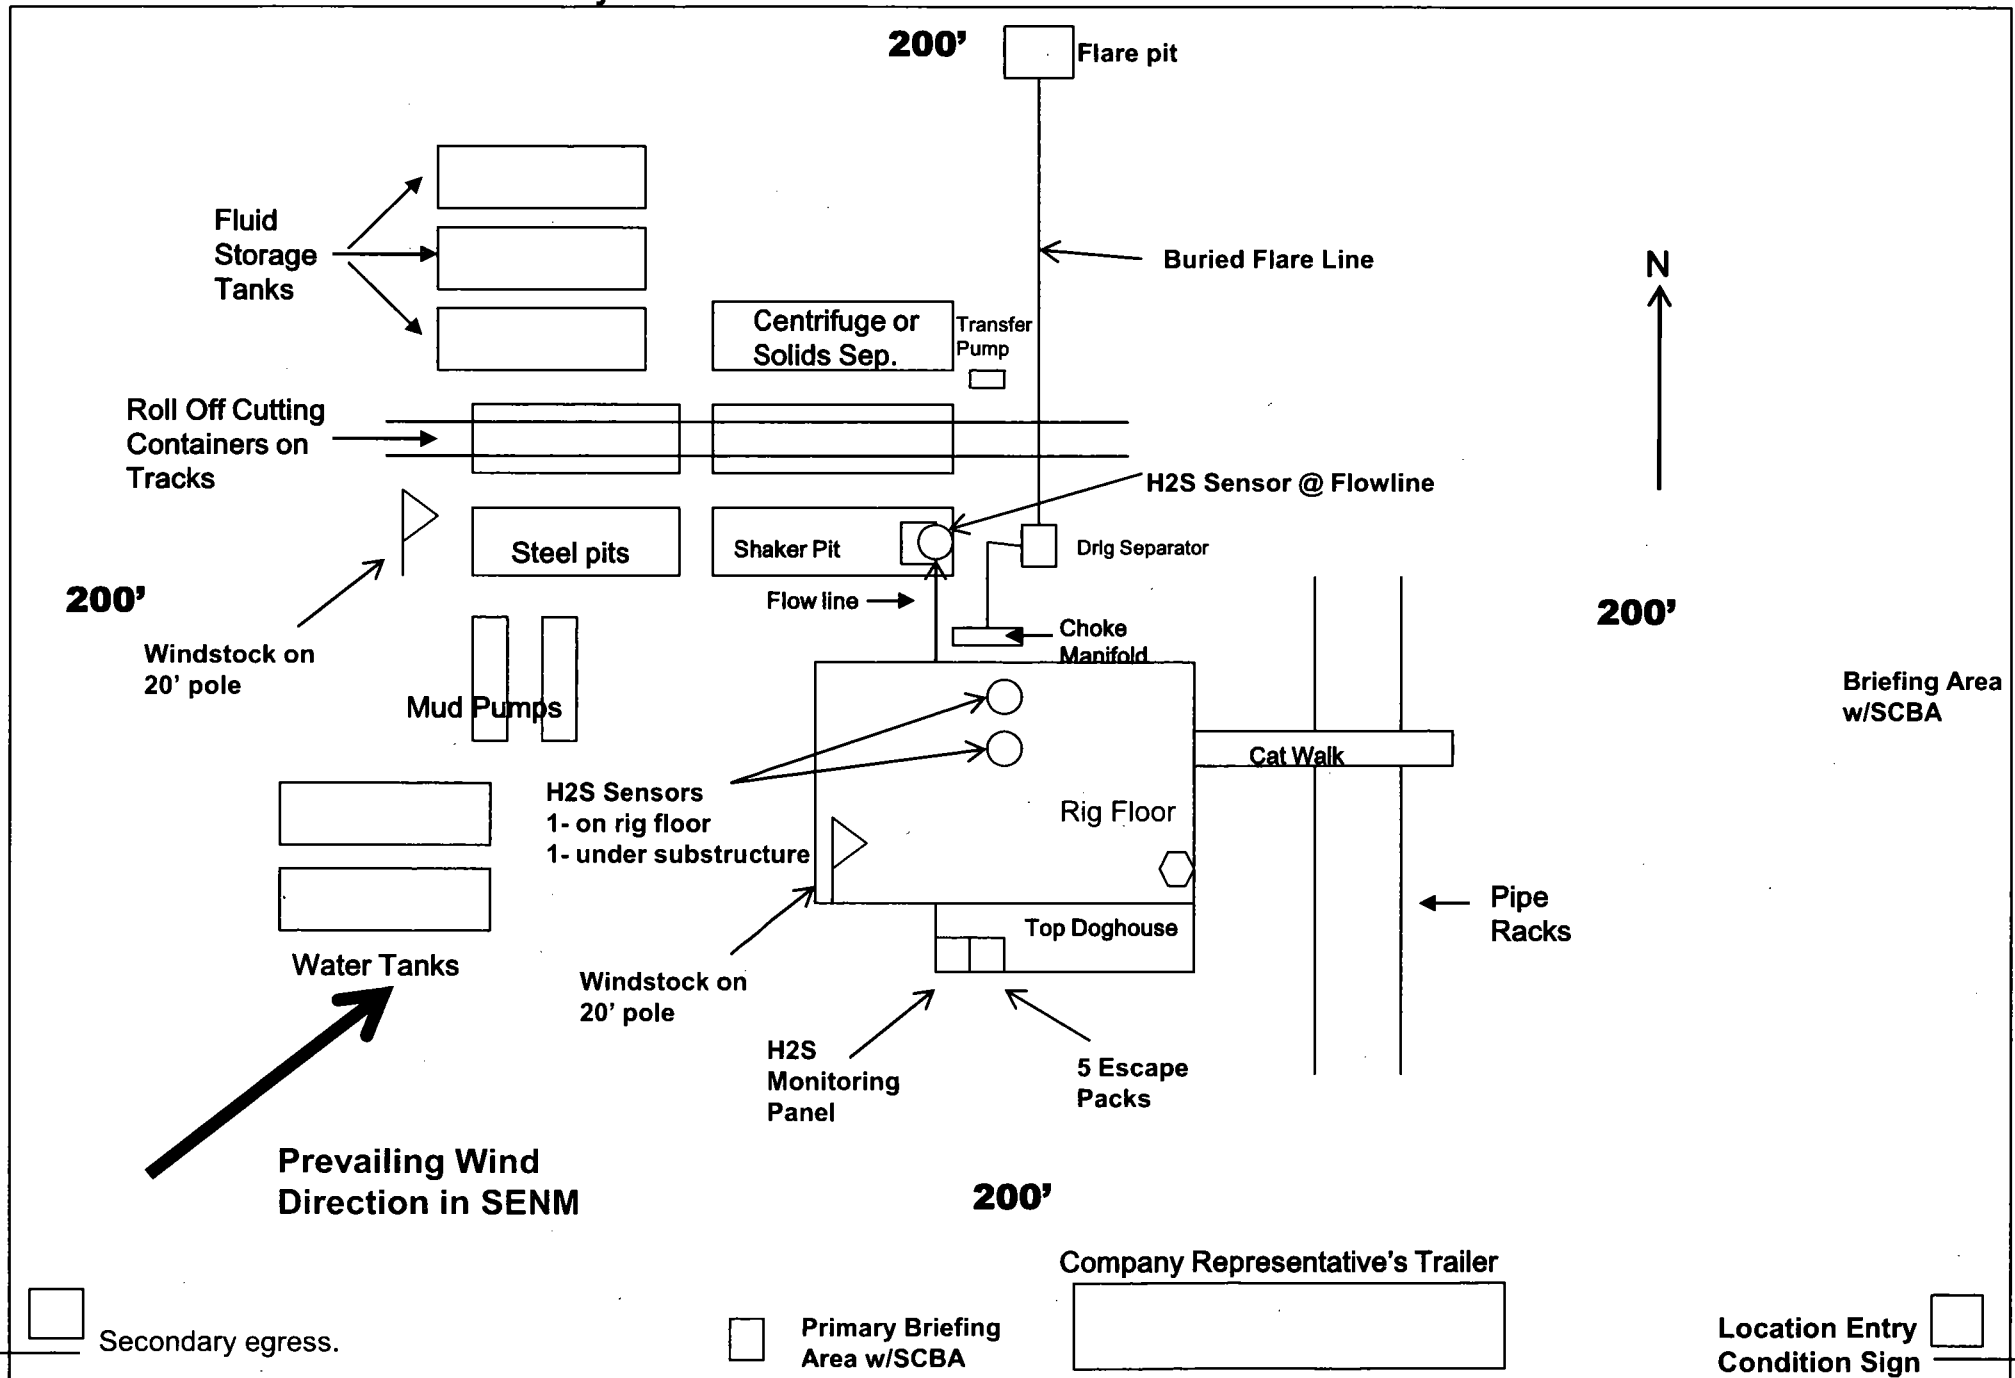 200'
Flare pit
Fluid
Storage
Tanks
Buried Flare Line
N
Centrifuge or
Solids Sep.
Transfer
Pump
Roll Off Cutting
Containers on
Tracks
H2S Sensor @ Flowline
Steel pits
Shaker Pit
Drlg Separator
200'
Flow line
200'
Choke
Manifold
Windstock on
20' pole
Mud Pumps
Briefing Area
w/SCBA
Cat Walk
H2S Sensors
1- on rig floor
1- under substructure
Rig Floor
Pipe
Racks
Top Doghouse
Water Tanks
Windstock on
20' pole
H2S
Monitoring
Panel
5 Escape
Packs
Prevailing Wind
Direction in SENM
200'
Company Representative's Trailer
Secondary egress.
Primary Briefing
Area w/SCBA
Location Entry
Condition Sign